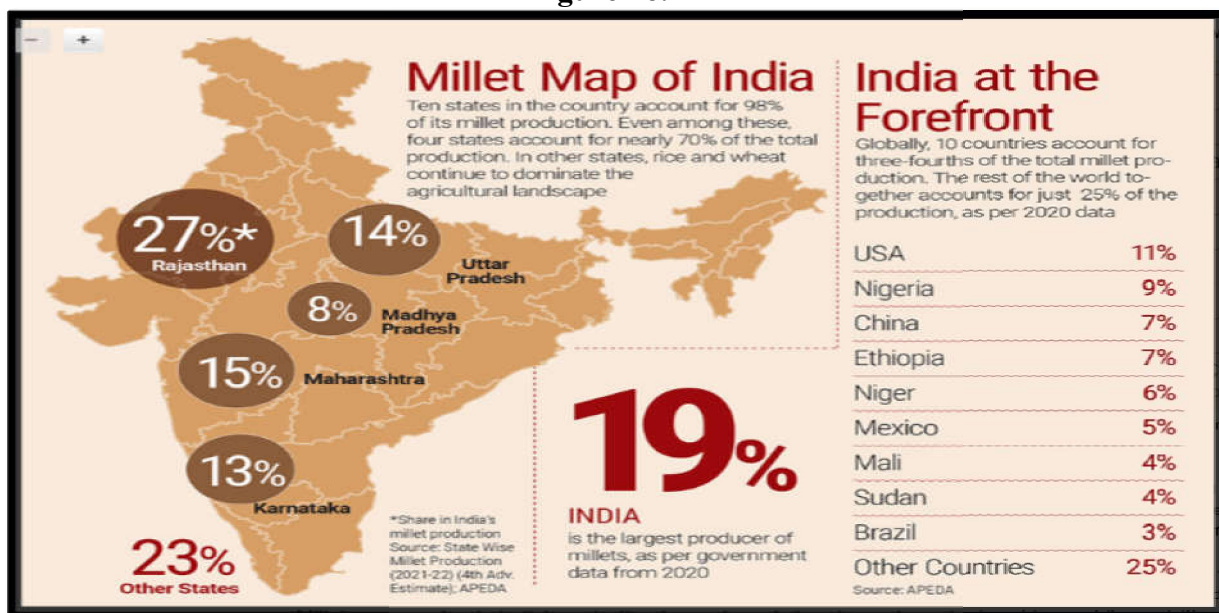 − +
Millet Map of India
Ten states in the country account for 98%
of its millet production. Even among these,
four states account for nearly 70% of the total
production. In other states, rice and wheat
continue to dominate the
agricultural landscape
27%*
Rajasthan
14%
Uttar
Pradesh
8%
Madhya
Pradesh
15%
Maharashtra
13%
Karnataka
23%
Other States
*Share in India's
millet production
Source: State Wise
Millet Production
(2021-22) (4th Adv.
Estimate); APEDA
19%
INDIA
is the largest producer of
millets, as per government
data from 2020
India at the
Forefront
Globally, 10 countries account for
three-fourths of the total millet pro-
duction. The rest of the world to-
gether accounts for just 25% of the
production, as per 2020 data
USA 11%
Nigeria 9%
China 7%
Ethiopia 7%
Niger 6%
Mexico 5%
Mali 4%
Sudan 4%
Brazil 3%
Other Countries 25%
Source: APEDA